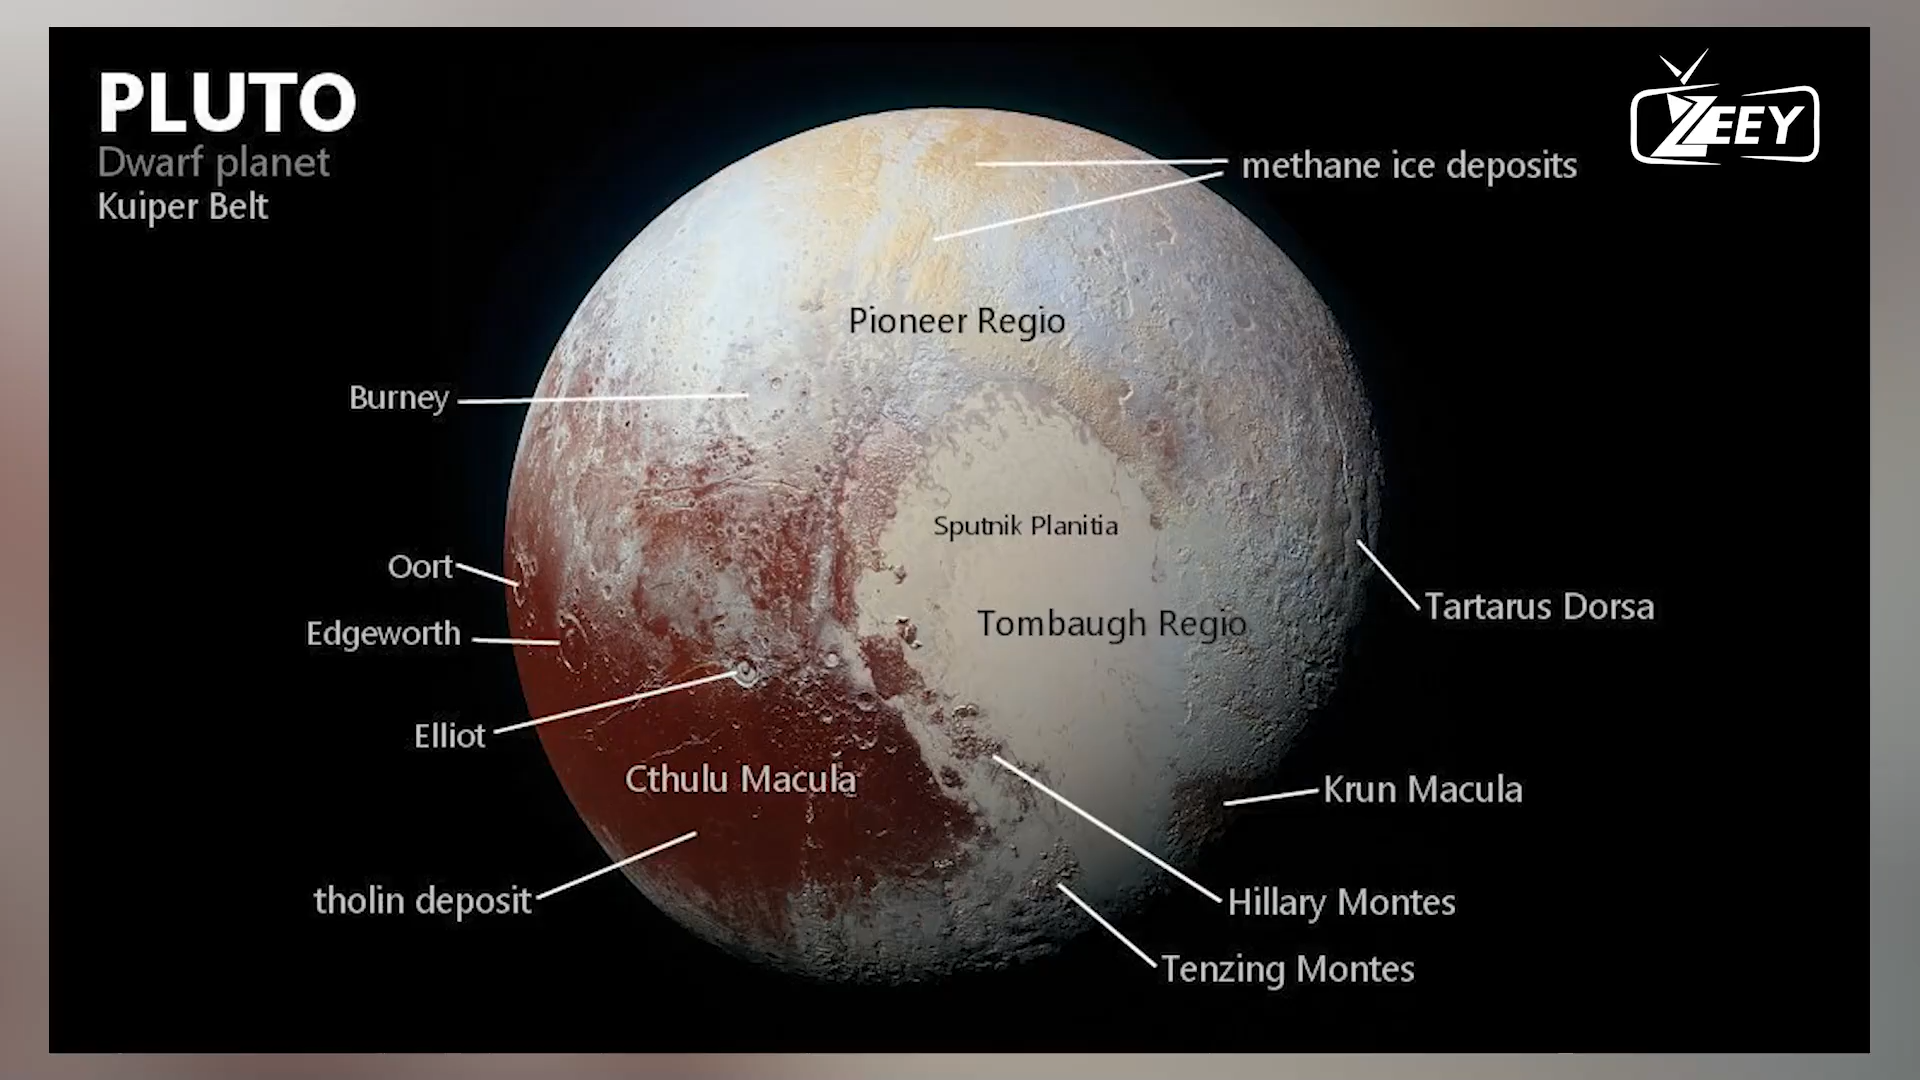 PLUTO
Dwarf planet
Kuiper Belt
ZEEY
methane ice deposits
Pioneer Regio
Burney
Sputnik Planitia
Oort
Tombaugh Regio
Tartarus Dorsa
Edgeworth
Elliot
Cthulu Macula
Krun Macula
tholin deposit
Hillary Montes
Tenzing Montes